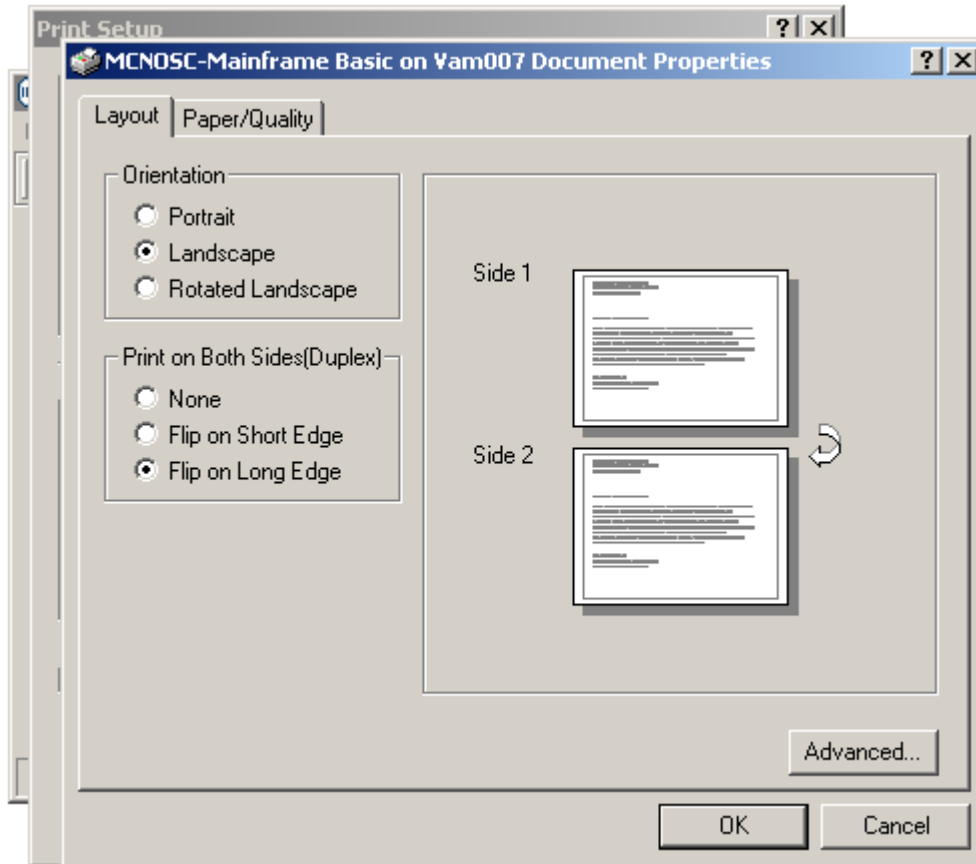 Print Setup
MCNOSC-Mainframe Basic on Vam007 Document Properties
Layout
Paper/Quality
Orientation
Portrait
Landscape
Rotated Landscape
Print on Both Sides(Duplex)
None
Flip on Short Edge
Flip on Long Edge
Side 1
Side 2
Advanced...
OK
Cancel